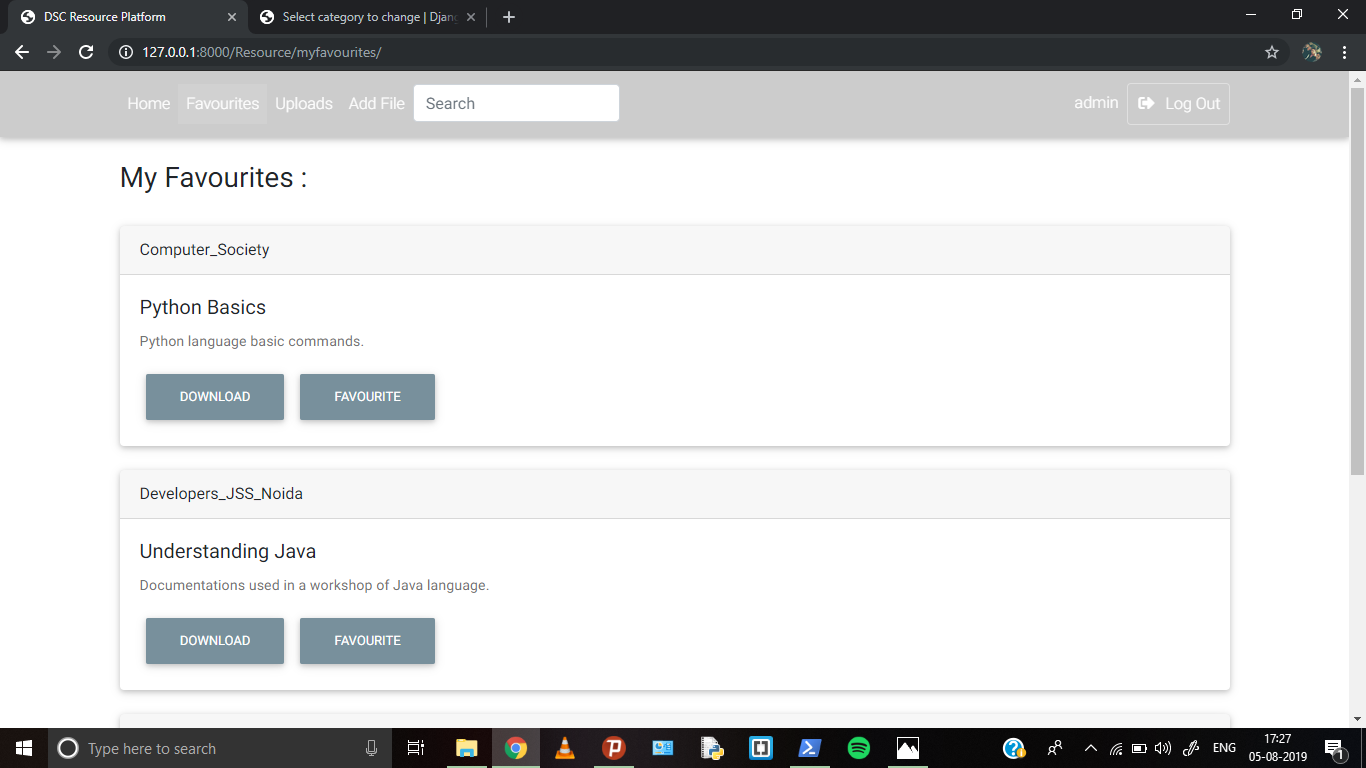 DSC Resource Platform
Select category to change | Djang
127.0.0.1:8000/Resource/myfavourites/
Home Favourites Uploads Add File Search admin Log Out
My Favourites :
Computer_Society
Python Basics
Python language basic commands.
DOWNLOAD FAVOURITE
Developers_JSS_Noida
Understanding Java
Documentations used in a workshop of Java language.
DOWNLOAD FAVOURITE
Type here to search
ENG
17:27
05-08-2019
1